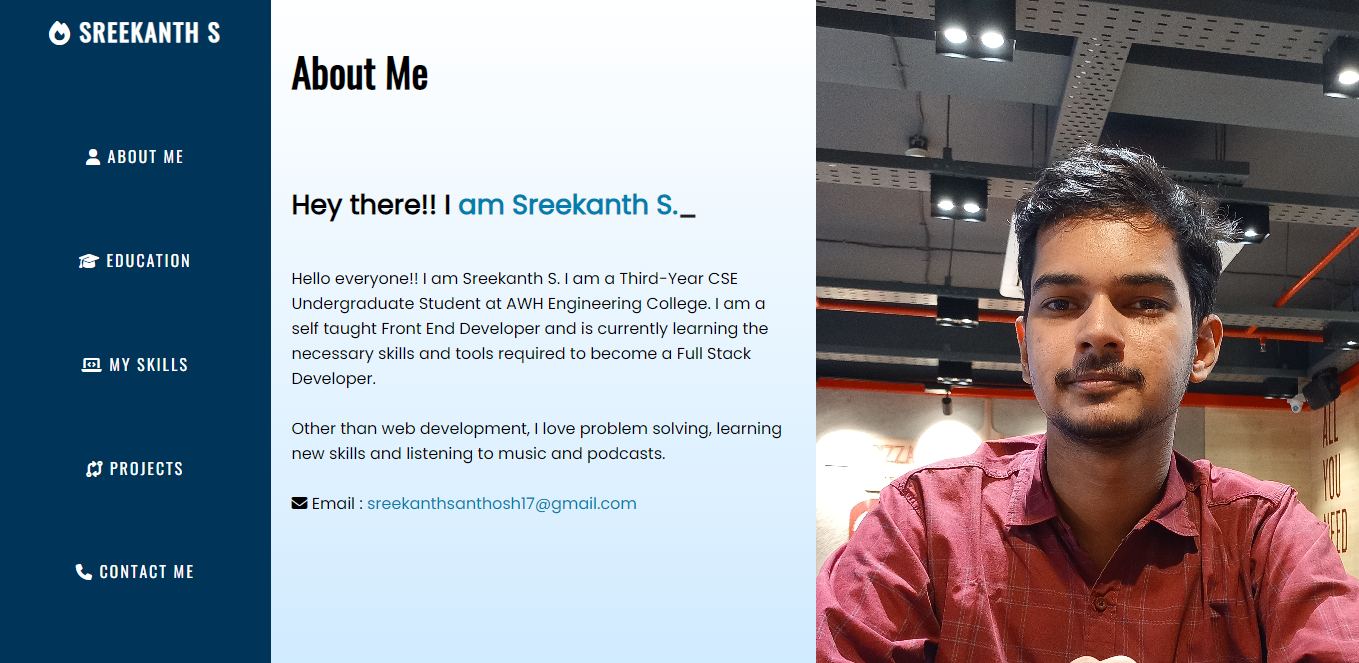 SREEKANTH S
ABOUT ME
EDUCATION
MY SKILLS
PROJECTS
CONTACT ME
About Me
Hey there!! I am Sreekanth S._
Hello everyone!! I am Sreekanth S. I am a Third-Year CSE
Undergraduate Student at AWH Engineering College. I am a
self taught Front End Developer and is currently learning the
necessary skills and tools required to become a Full Stack
Developer.
Other than web development, I love problem solving, learning
new skills and listening to music and podcasts.
Email : sreekanthsanthosh17@gmail.com
ALL
YOU
NEED